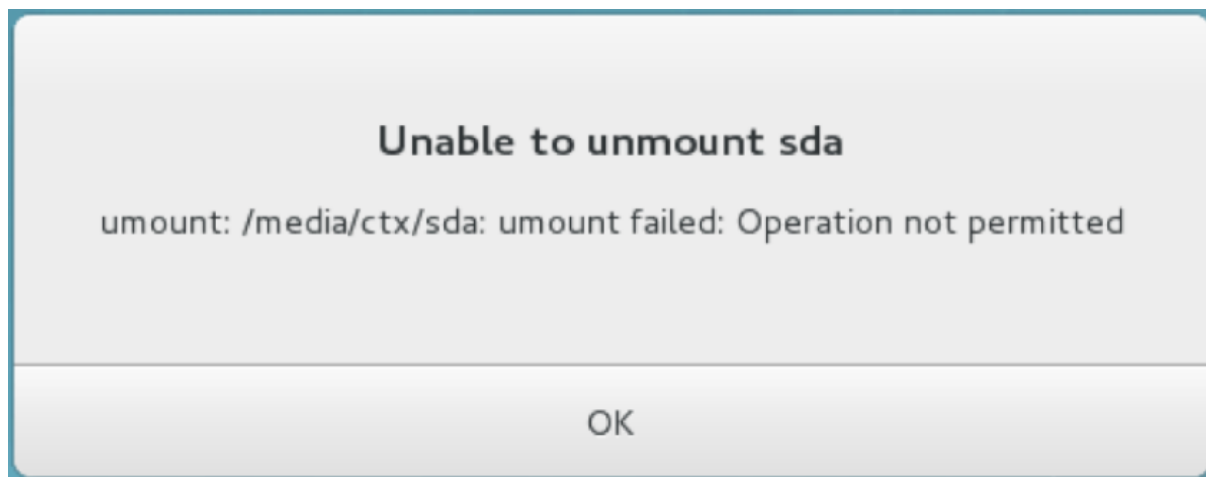 Unable to unmount sda
umount: /media/ctx/sda: umount failed: Operation not permitted
OK